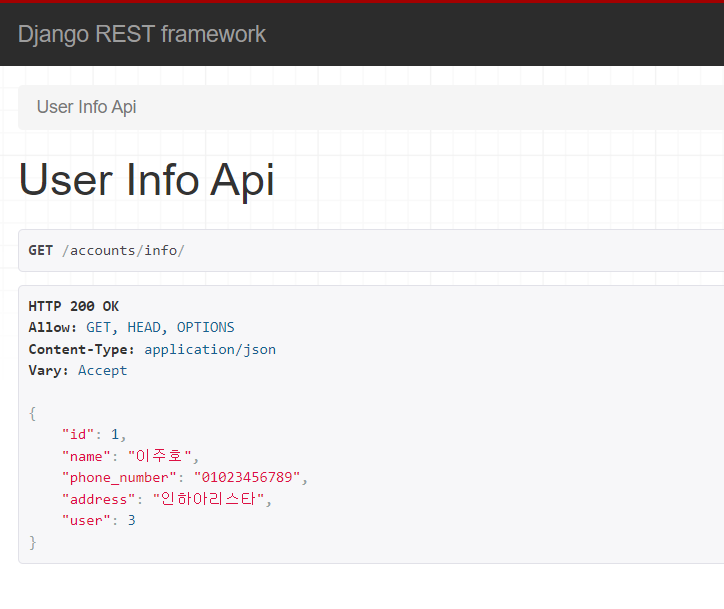 Django REST framework
User Info Api
User Info Api
GET /accounts/info/
HTTP 200 OK
Allow: GET, HEAD, OPTIONS
Content-Type: application/json
Vary: Accept
{
    "id": 1,
    "name": "이주호",
    "phone_number": "01023456789",
    "address": "인하아리스타",
    "user": 3
}